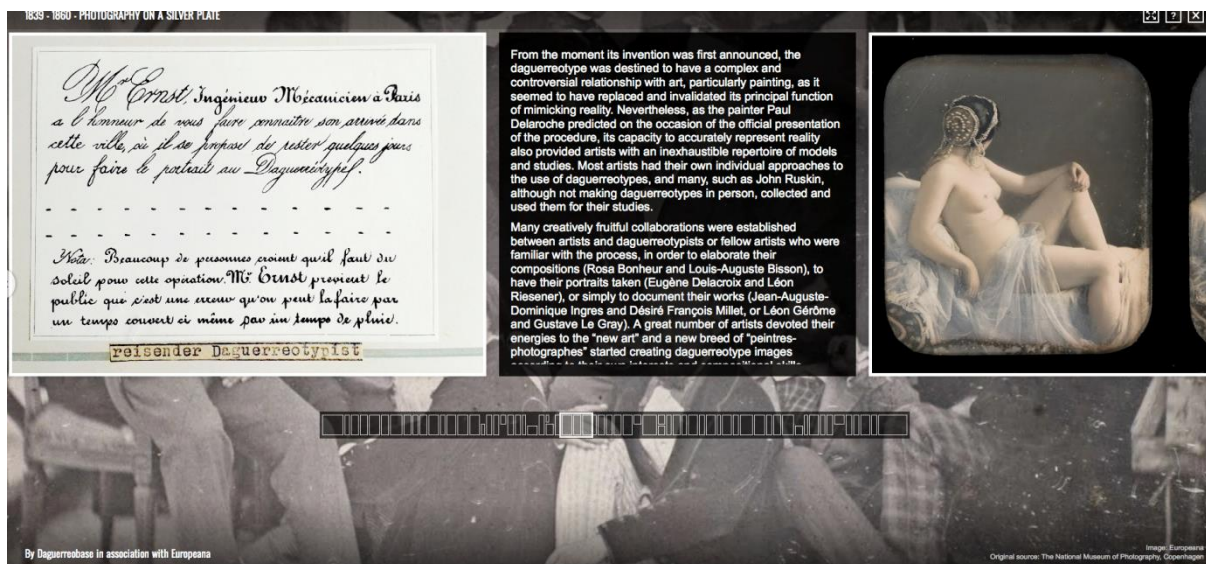 1839 - 1860 - PHOTOGRAPHY ON A SILVER PLATE
Mr Ernst, Ingénieur Mécanicien à Paris
a l'honneur de vous faire connaître son arrivée dans
cette ville, où il se propose de rester quelques jours
pour faire le portrait au Daguerréotype.
Nota: Beaucoup de personnes croient qu'il faut du
soleil pour cette opération. Mr. Ernst previent le
public que c'est une erreur qu'on peut la faire par
un temps couvert et même par un temps de pluie.
reisender Daguerreotypist
From the moment its invention was first announced, the
daguerreotype was destined to have a complex and
controversial relationship with art, particularly painting, as it
seemed to have replaced and invalidated its principal function
of mimicking reality. Nevertheless, as the painter Paul
Delaroche predicted on the occasion of the official presentation
of the procedure, its capacity to accurately represent reality
also provided artists with an inexhaustible repertoire of models
and studies. Most artists had their own individual approaches to
the use of daguerreotypes, and many, such as John Ruskin,
although not making daguerreotypes in person, collected and
used them for their studies.
Many creatively fruitful collaborations were established
between artists and daguerreotypists or fellow artists who were
familiar with the process, in order to elaborate their
compositions (Rosa Bonheur and Louis-Auguste Bisson), to
have their portraits taken (Eugène Delacroix and Léon
Riesener), or simply to document their works (Jean-Auguste-
Dominique Ingres and Désiré François Millet, or Léon Gérôme
and Gustave Le Gray). A great number of artists devoted their
energies to the "new art" and a new breed of "peintres-
photographes" started creating daguerreotype images
according to their own interests and compositional skills
By Daguerreobase in association with Europeana
Image: Europeana
Original source: The National Museum of Photography, Copenhagen